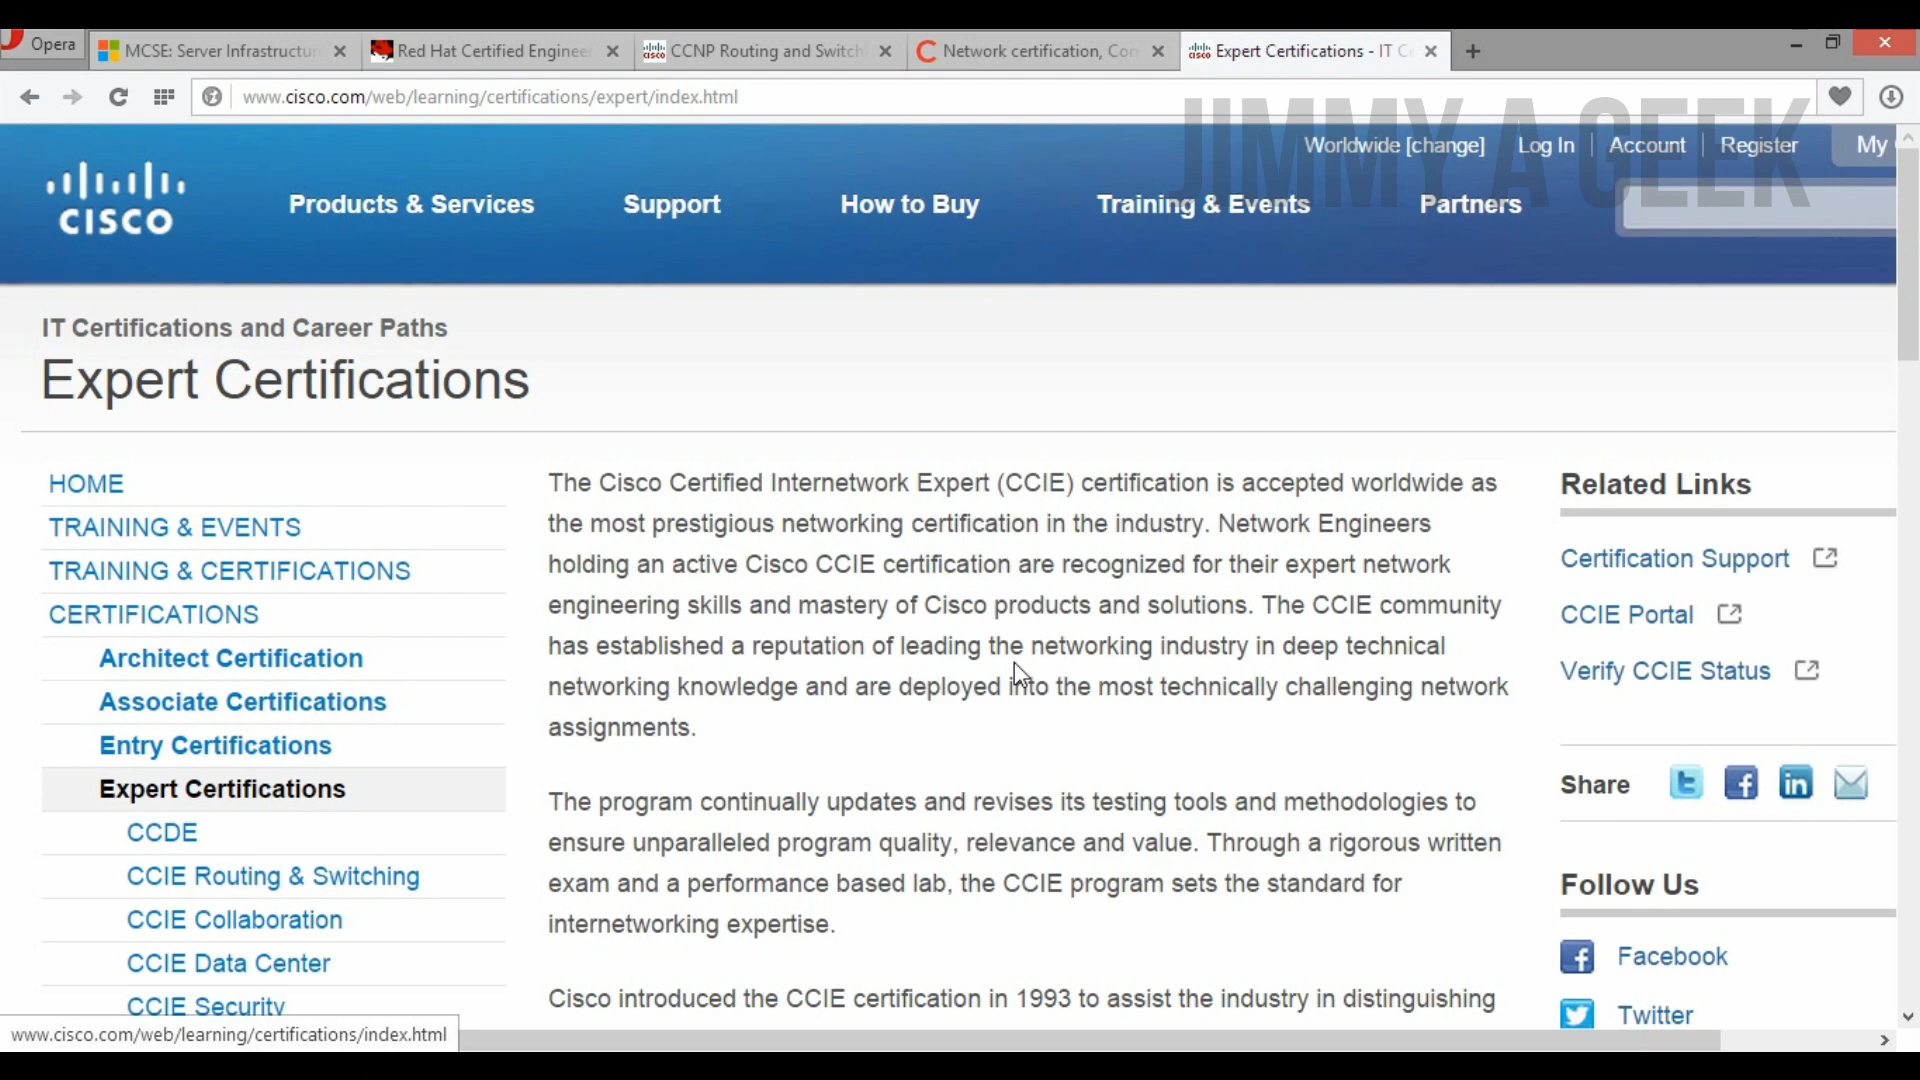 Opera
MCSE: Server Infrastructur
Red Hat Certified Enginee
CCNP Routing and Switch
Network certification, Con
Expert Certifications - IT C
www.cisco.com/web/learning/certifications/expert/index.html
JIMMY A GEEK
Worldwide [change]
Log In
Account
Register
My
CISCO
Products & Services
Support
How to Buy
Training & Events
Partners
IT Certifications and Career Paths
Expert Certifications
HOME
TRAINING & EVENTS
TRAINING & CERTIFICATIONS
CERTIFICATIONS
Architect Certification
Associate Certifications
Entry Certifications
Expert Certifications
CCDE
CCIE Routing & Switching
CCIE Collaboration
CCIE Data Center
CCIE Security
The Cisco Certified Internetwork Expert (CCIE) certification is accepted worldwide as
the most prestigious networking certification in the industry. Network Engineers
holding an active Cisco CCIE certification are recognized for their expert network
engineering skills and mastery of Cisco products and solutions. The CCIE community
has established a reputation of leading the networking industry in deep technical
networking knowledge and are deployed into the most technically challenging network
assignments.
The program continually updates and revises its testing tools and methodologies to
ensure unparalleled program quality, relevance and value. Through a rigorous written
exam and a performance based lab, the CCIE program sets the standard for
internetworking expertise.
Cisco introduced the CCIE certification in 1993 to assist the industry in distinguishing
Related Links
Certification Support
CCIE Portal
Verify CCIE Status
Share
Follow Us
Facebook
Twitter
www.cisco.com/web/learning/certifications/index.html